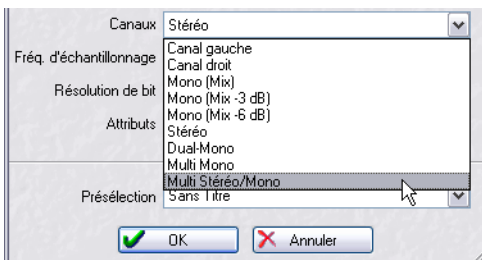 Canaux Stéréo
Canal gauche
Fréq. d'échantillonnage Canal droit
Mono (Mix)
Résolution de bit Mono (Mix -3 dB)
Mono (Mix -6 dB)
Attributs Stéréo
Dual-Mono
Multi Mono
Multi Stéréo/Mono
Présélection Sans Titre
OK Annuler